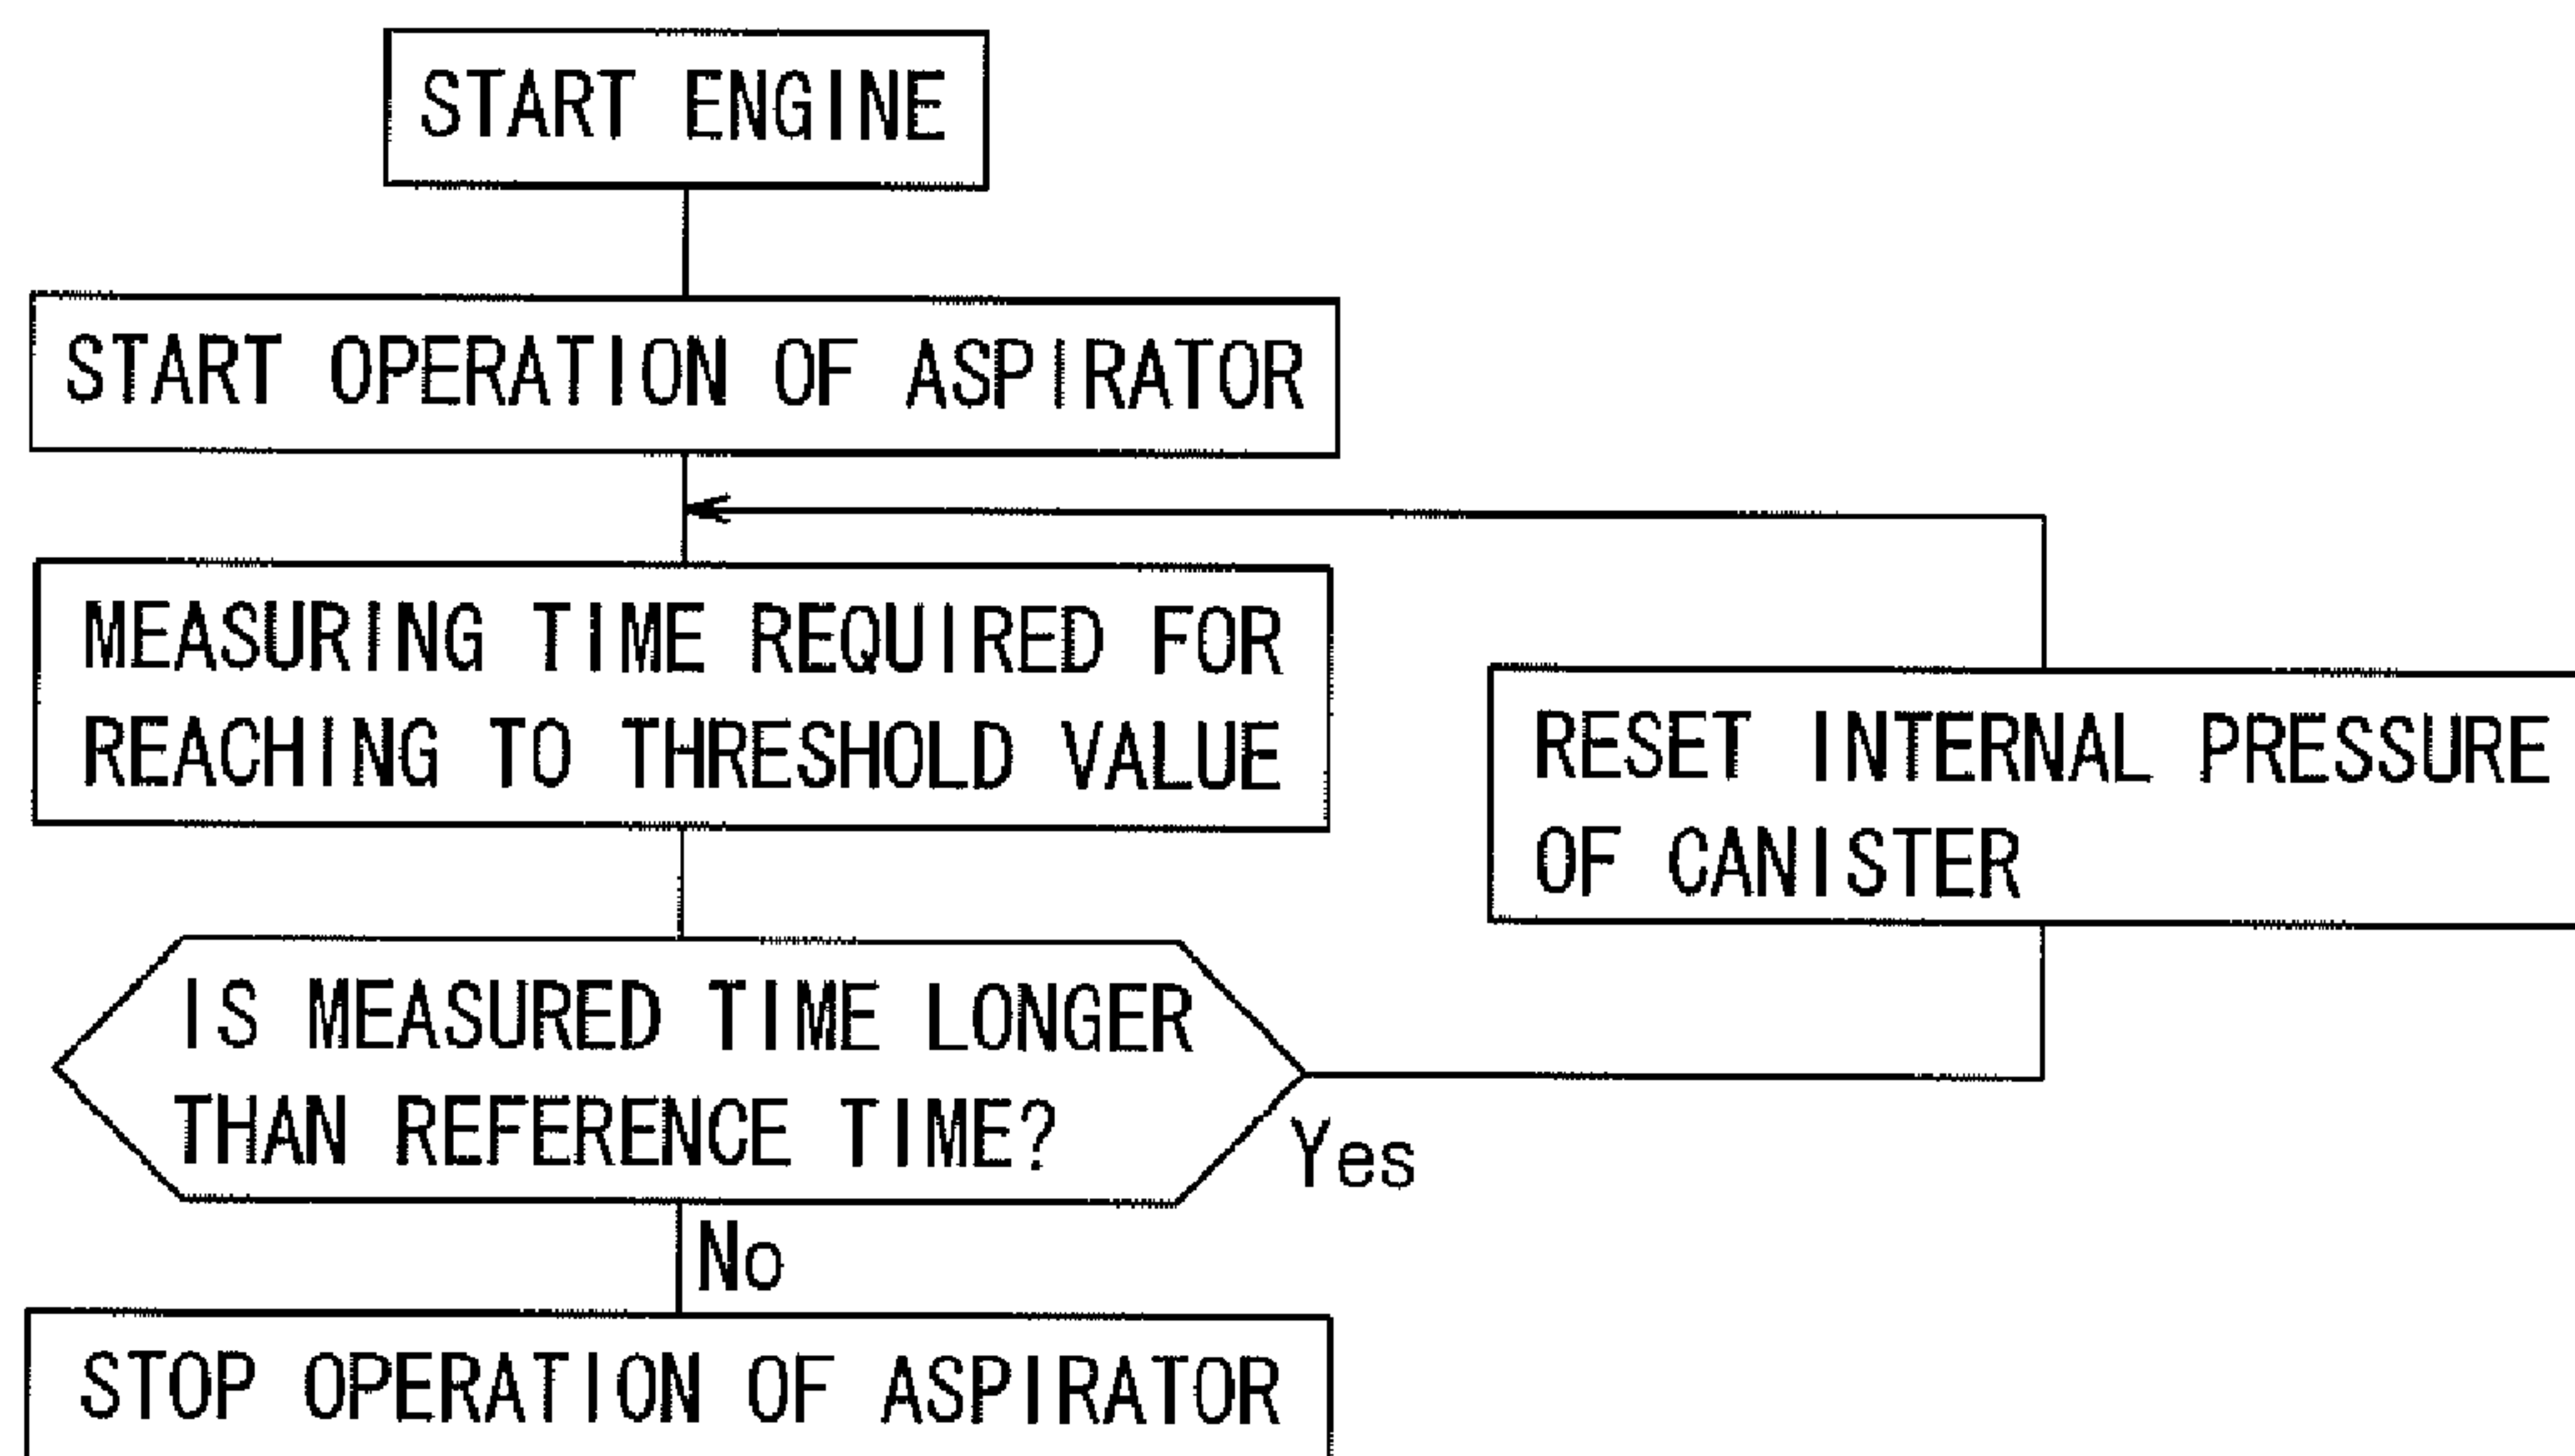 START ENGINE
START OPERATION OF ASPIRATOR
MEASURING TIME REQUIRED FOR
REACHING TO THRESHOLD VALUE
RESET INTERNAL PRESSURE
OF CANISTER
IS MEASURED TIME LONGER
THAN REFERENCE TIME?
Yes
No
STOP OPERATION OF ASPIRATOR